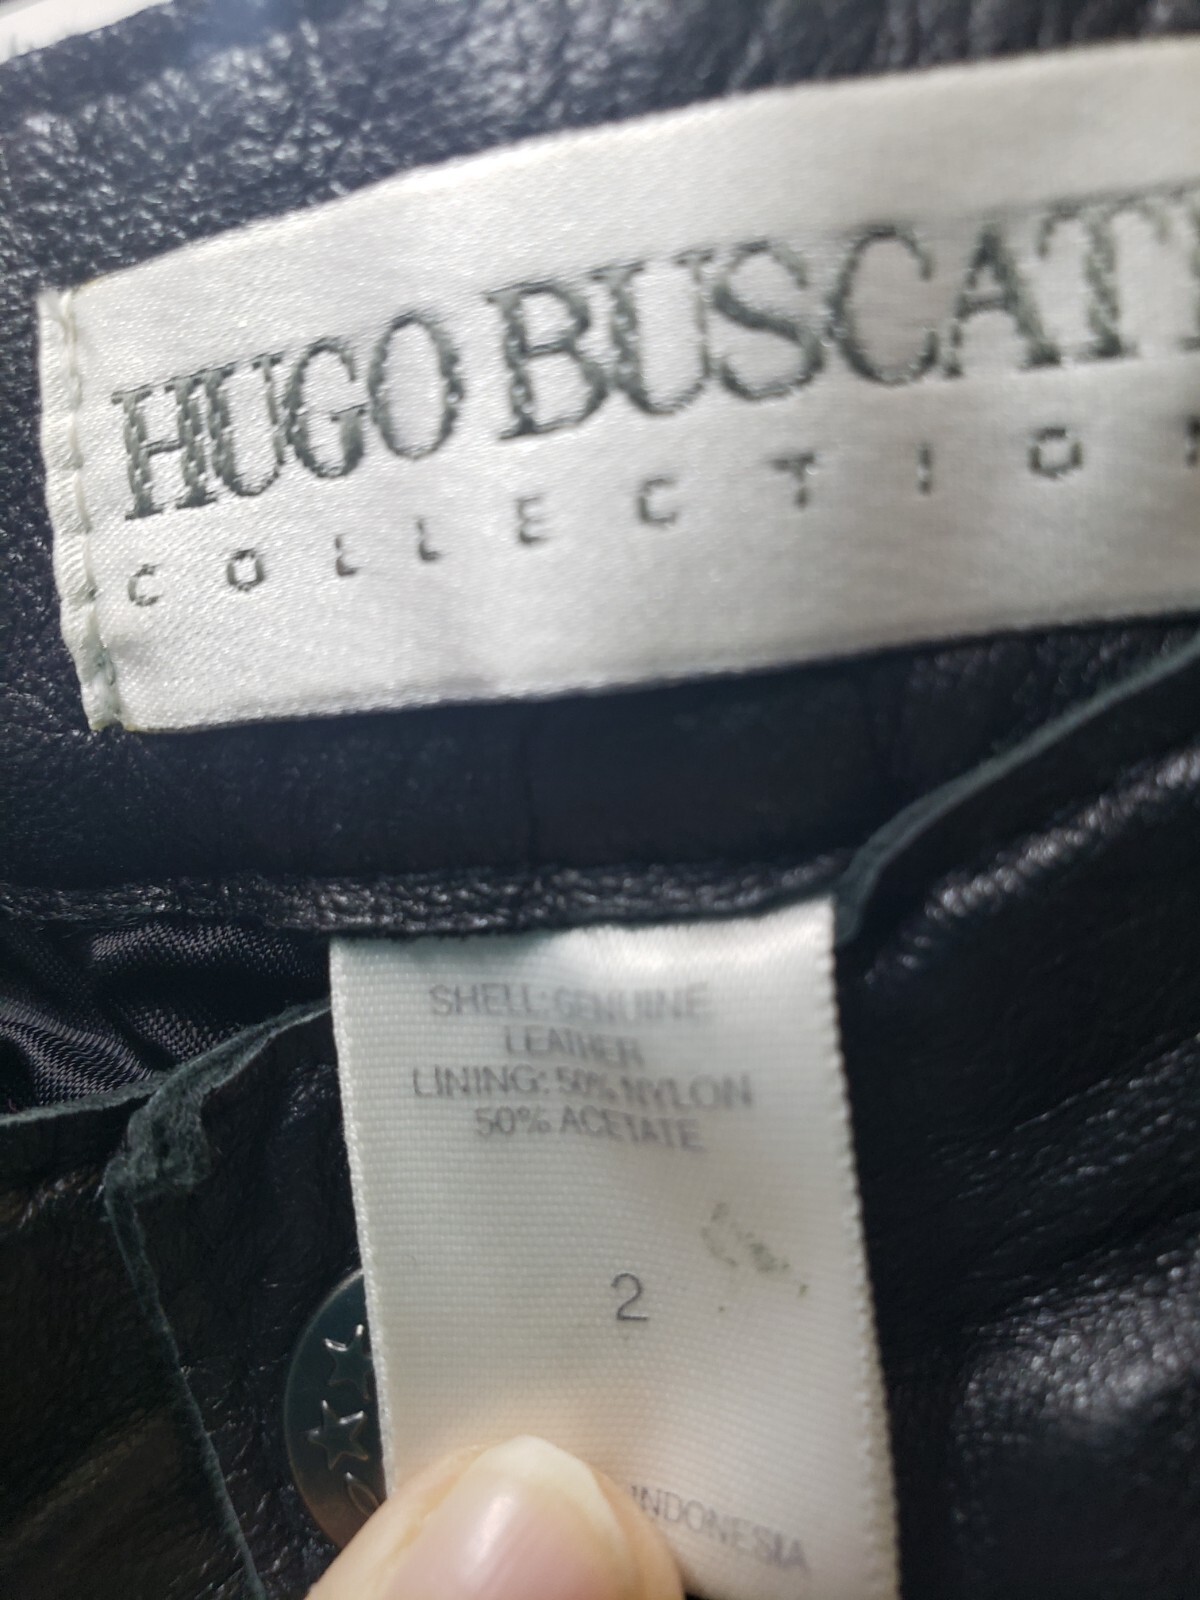 HUGO BUSCATI
COLLECTION
SHELL: GENUINE
LEATHER
LINING: 50% NYLON
50% ACETATE
2
INDONESIA